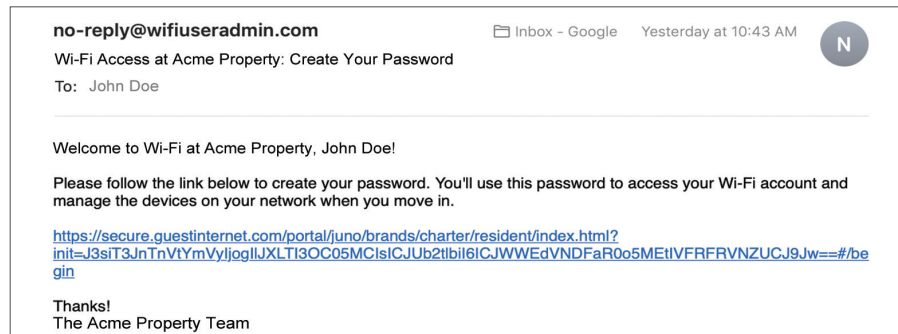 no-reply@wifiuseradmin.com
Inbox - Google Yesterday at 10:43 AM
N
Wi-Fi Access at Acme Property: Create Your Password
To: John Doe
Welcome to Wi-Fi at Acme Property, John Doe!
Please follow the link below to create your password. You'll use this password to access your Wi-Fi account and
manage the devices on your network when you move in.
https://secure.guestinternet.com/portal/juno/brands/charter/resident/index.html?
init=J3siT3JnTnVtYmVyIjogIlJXLTI3OC05MCIsICJUb2tlbiI6ICJWWEdVNDFaR0o5MEtIVFRFRVNZUCJ9Jw==#/be
gin
Thanks!
The Acme Property Team